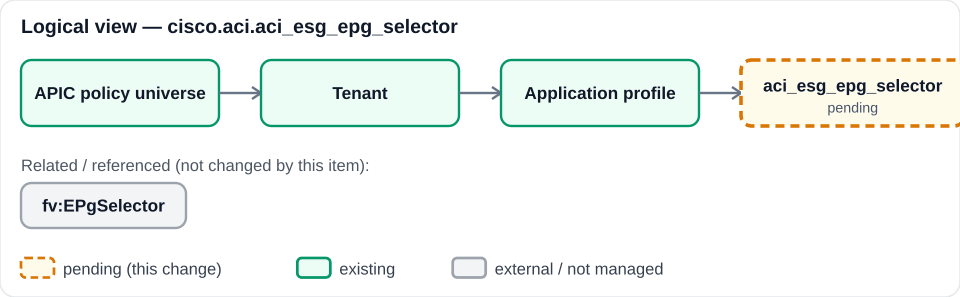 Logical view — cisco.aci.aci_esg_epg_selector
APIC policy universe
Tenant
Application profile
aci_esg_epg_selector
pending
Related / referenced (not changed by this item):
fv:EPgSelector
pending (this change)
existing
external / not managed